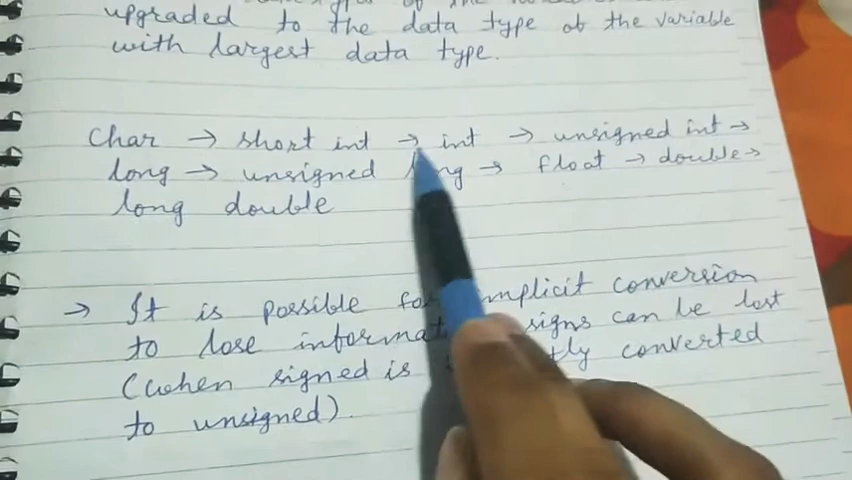 upgraded to the data type of the variable
with largest data type.
Char → short int → int → unsigned int →
long → unsigned long → float → double →
long double
→ It is possible for implicit conversion
to lose information signs can be lost
(when signed is converted
to unsigned).